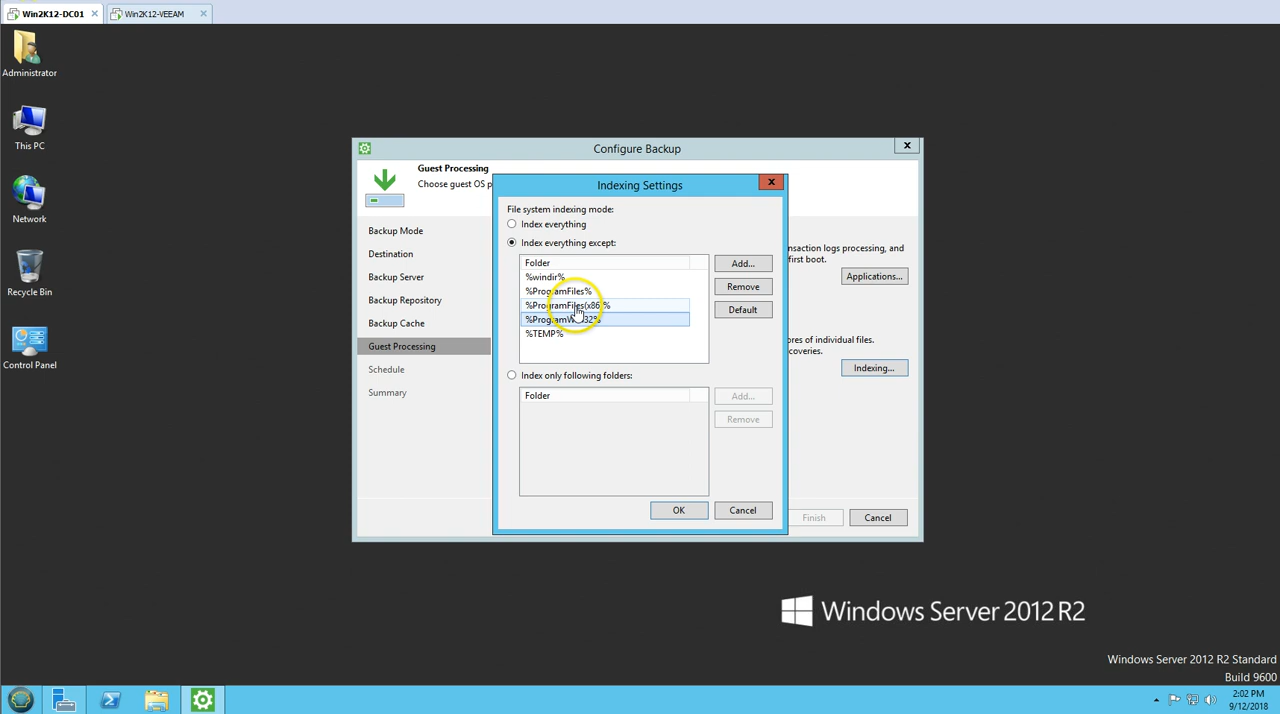 Win2K12-DC01
Win2K12-VEEAM
Administrator
This PC
Network
Recycle Bin
Control Panel
Configure Backup
Guest Processing
Choose guest OS p
Backup Mode
Destination
Backup Server
Backup Repository
Backup Cache
Guest Processing
Schedule
Summary
Indexing Settings
File system indexing mode:
Index everything
Index everything except:
Folder
%windir%
%ProgramFiles%
%ProgramFiles(x86)%
%TEMP%
Add...
Remove
Default
Index only following folders:
Folder
Add...
Remove
OK
Cancel
nsaction logs processing, and
first boot.
Applications...
ores of individual files.
coveries.
Indexing...
Finish
Cancel
Windows Server 2012 R2
Windows Server 2012 R2 Standard
Build 9600
2:02 PM
9/12/2018